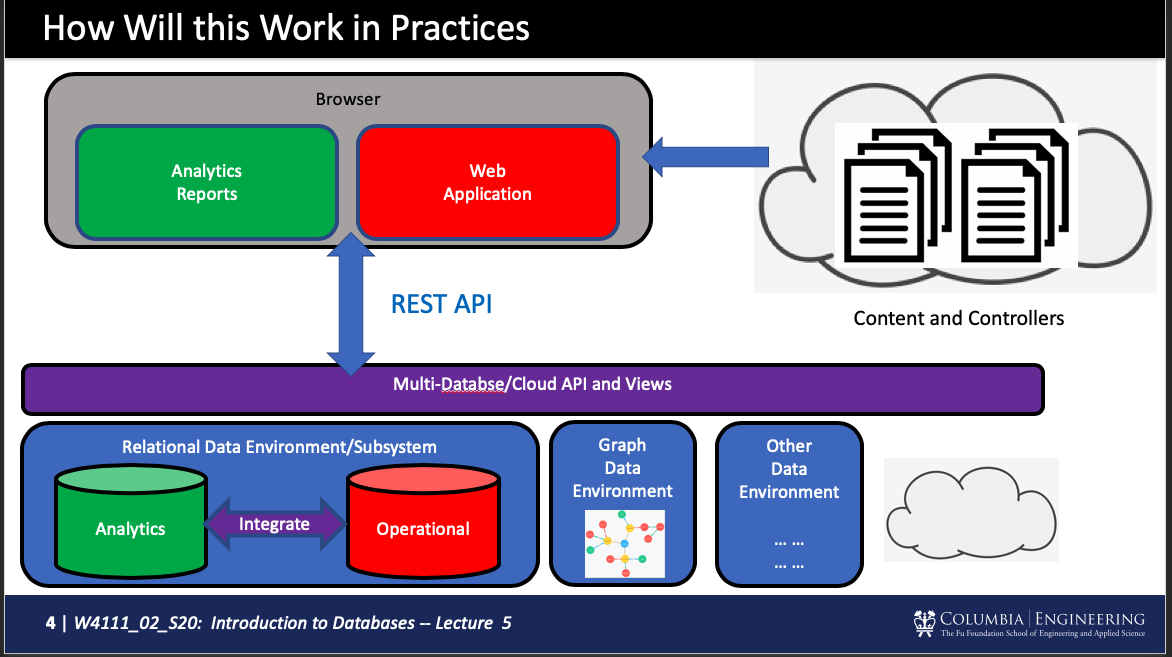 How Will this Work in Practices
Browser
Analytics
Reports
Web
Application
REST API
Content and Controllers
Multi-Databse/Cloud API and Views
Relational Data Environment/Subsystem
Analytics
Integrate
Operational
Graph
Data
Environment
Other
Data
Environment
... ...
... ...
4 | W4111_02_S20: Introduction to Databases -- Lecture 5
COLUMBIA | ENGINEERING
The Fu Foundation School of Engineering and Applied Science